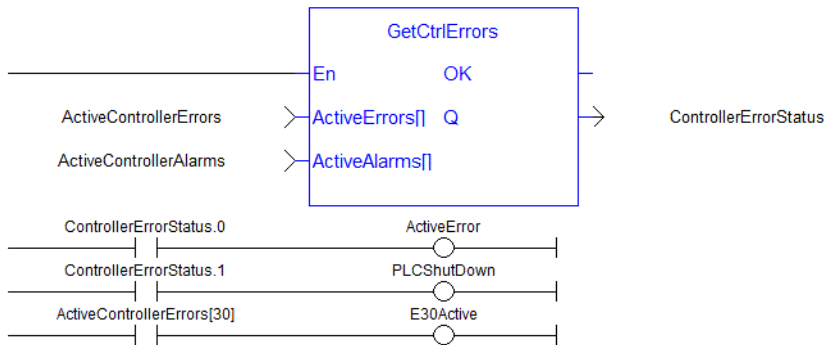 GetCtrlErrors
En OK
ActiveControllerErrors ActiveErrors[] Q ControllerErrorStatus
ActiveControllerAlarms ActiveAlarms[]
ControllerErrorStatus.0 ActiveError
ControllerErrorStatus.1 PLCShutDown
ActiveControllerErrors[30] E30Active